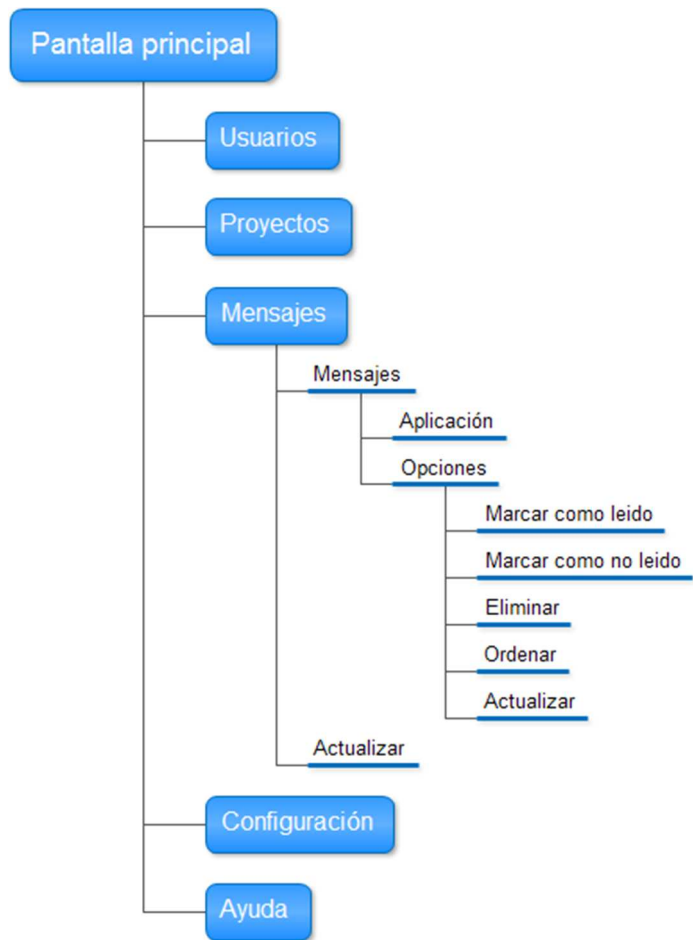 Pantalla principal
Usuarios
Proyectos
Mensajes
Mensajes
Aplicación
Opciones
Marcar como leido
Marcar como no leido
Eliminar
Ordenar
Actualizar
Actualizar
Configuración
Ayuda